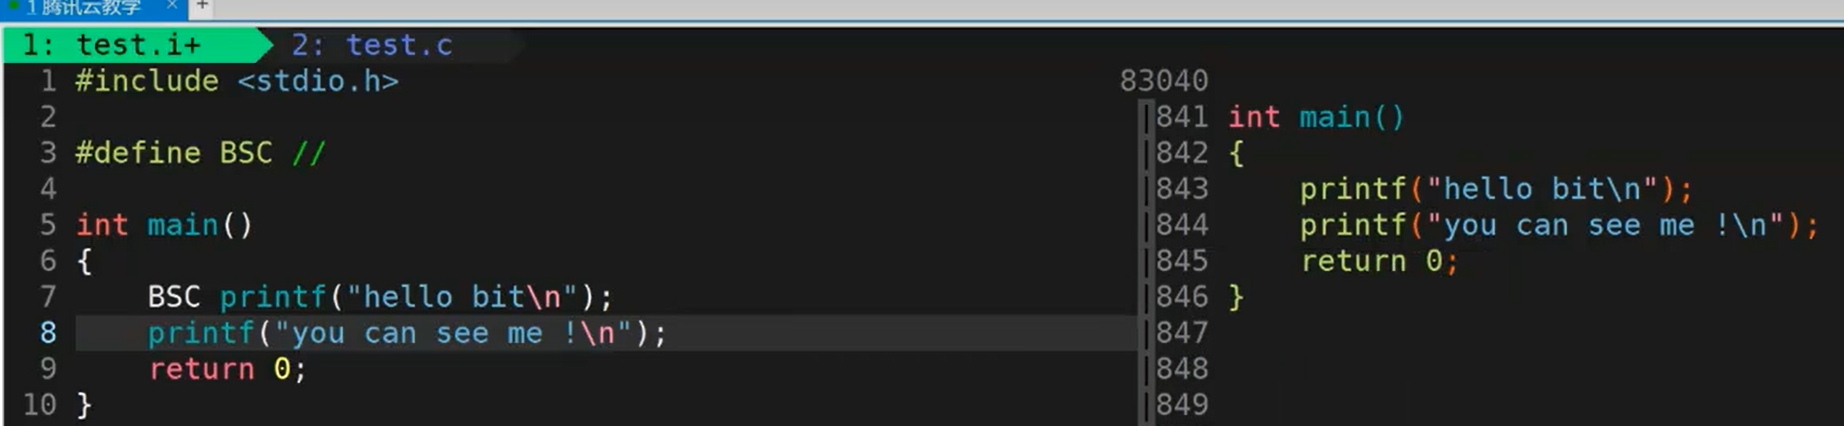 1 腾讯云教学 × +
1: test.i+ 2: test.c
1 #include <stdio.h>
2
3 #define BSC //
4
5 int main()
6 {
7 BSC printf("hello bit\n");
8 printf("you can see me !\n");
9 return 0;
10 }
83040
841 int main()
842 {
843 printf("hello bit\n");
844 printf("you can see me !\n");
845 return 0;
846 }
847
848
849